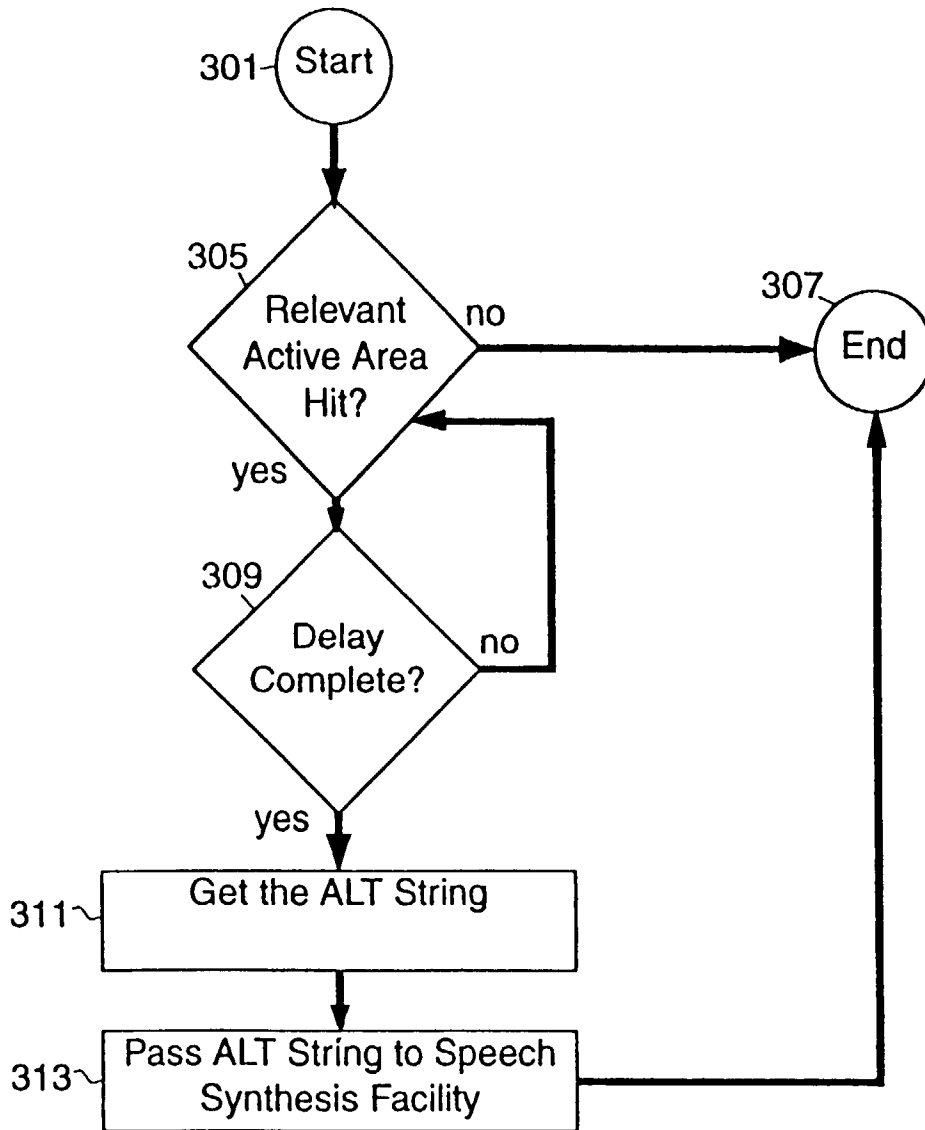 301
Start
305
Relevant
Active Area
Hit?
no
307
End
yes
309
Delay
Complete?
no
yes
311
Get the ALT String
313
Pass ALT String to Speech
Synthesis Facility